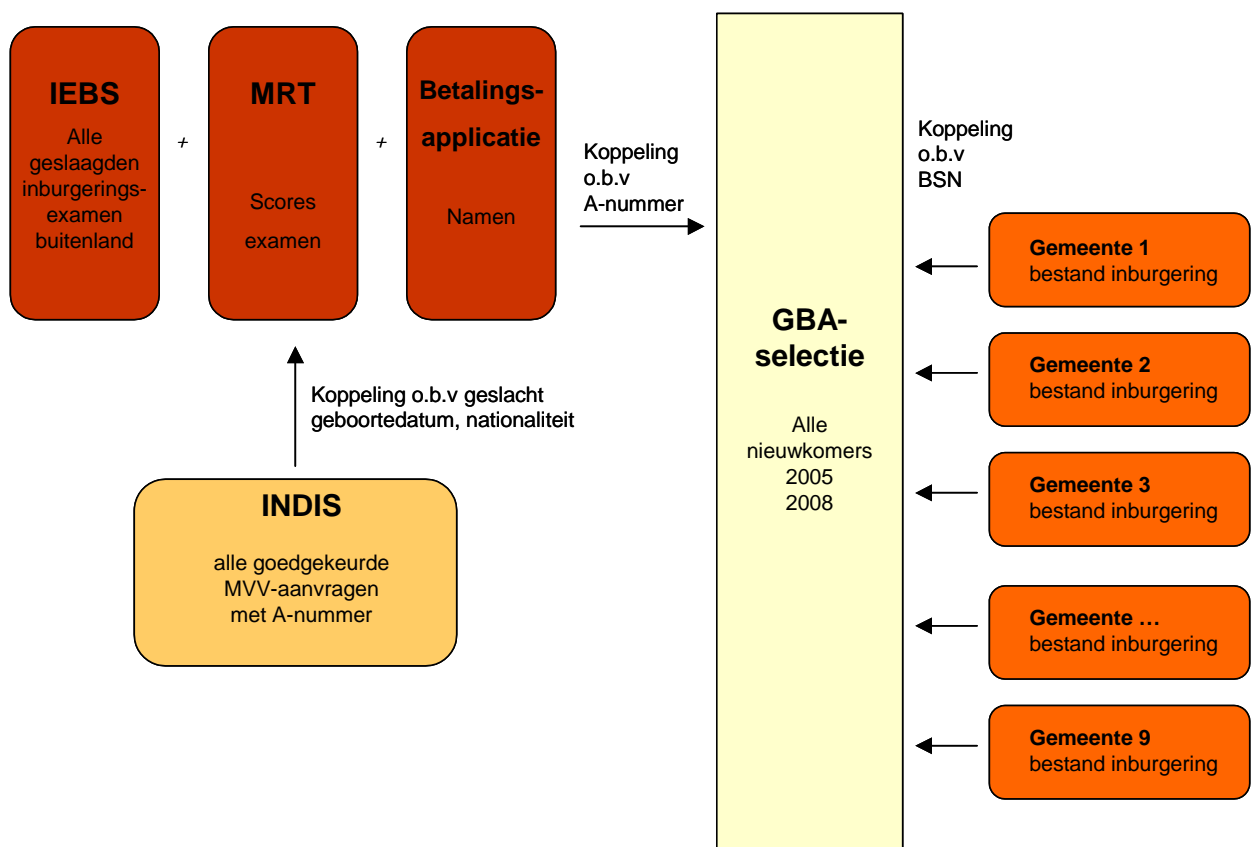 IEBS
Alle
geslaagden
inburgerings-
examen
buitenland
+
MRT
Scores
examen
+
Betalings-
applicatie
Namen
Koppeling
o.b.v
A-nummer
Koppeling o.b.v geslacht
geboortedatum, nationaliteit
INDIS
alle goedgekeurde
MVV-aanvragen
met A-nummer
GBA-
selectie
Alle
nieuwkomers
2005
2008
Koppeling
o.b.v
BSN
Gemeente 1
bestand inburgering
Gemeente 2
bestand inburgering
Gemeente 3
bestand inburgering
Gemeente …
bestand inburgering
Gemeente 9
bestand inburgering